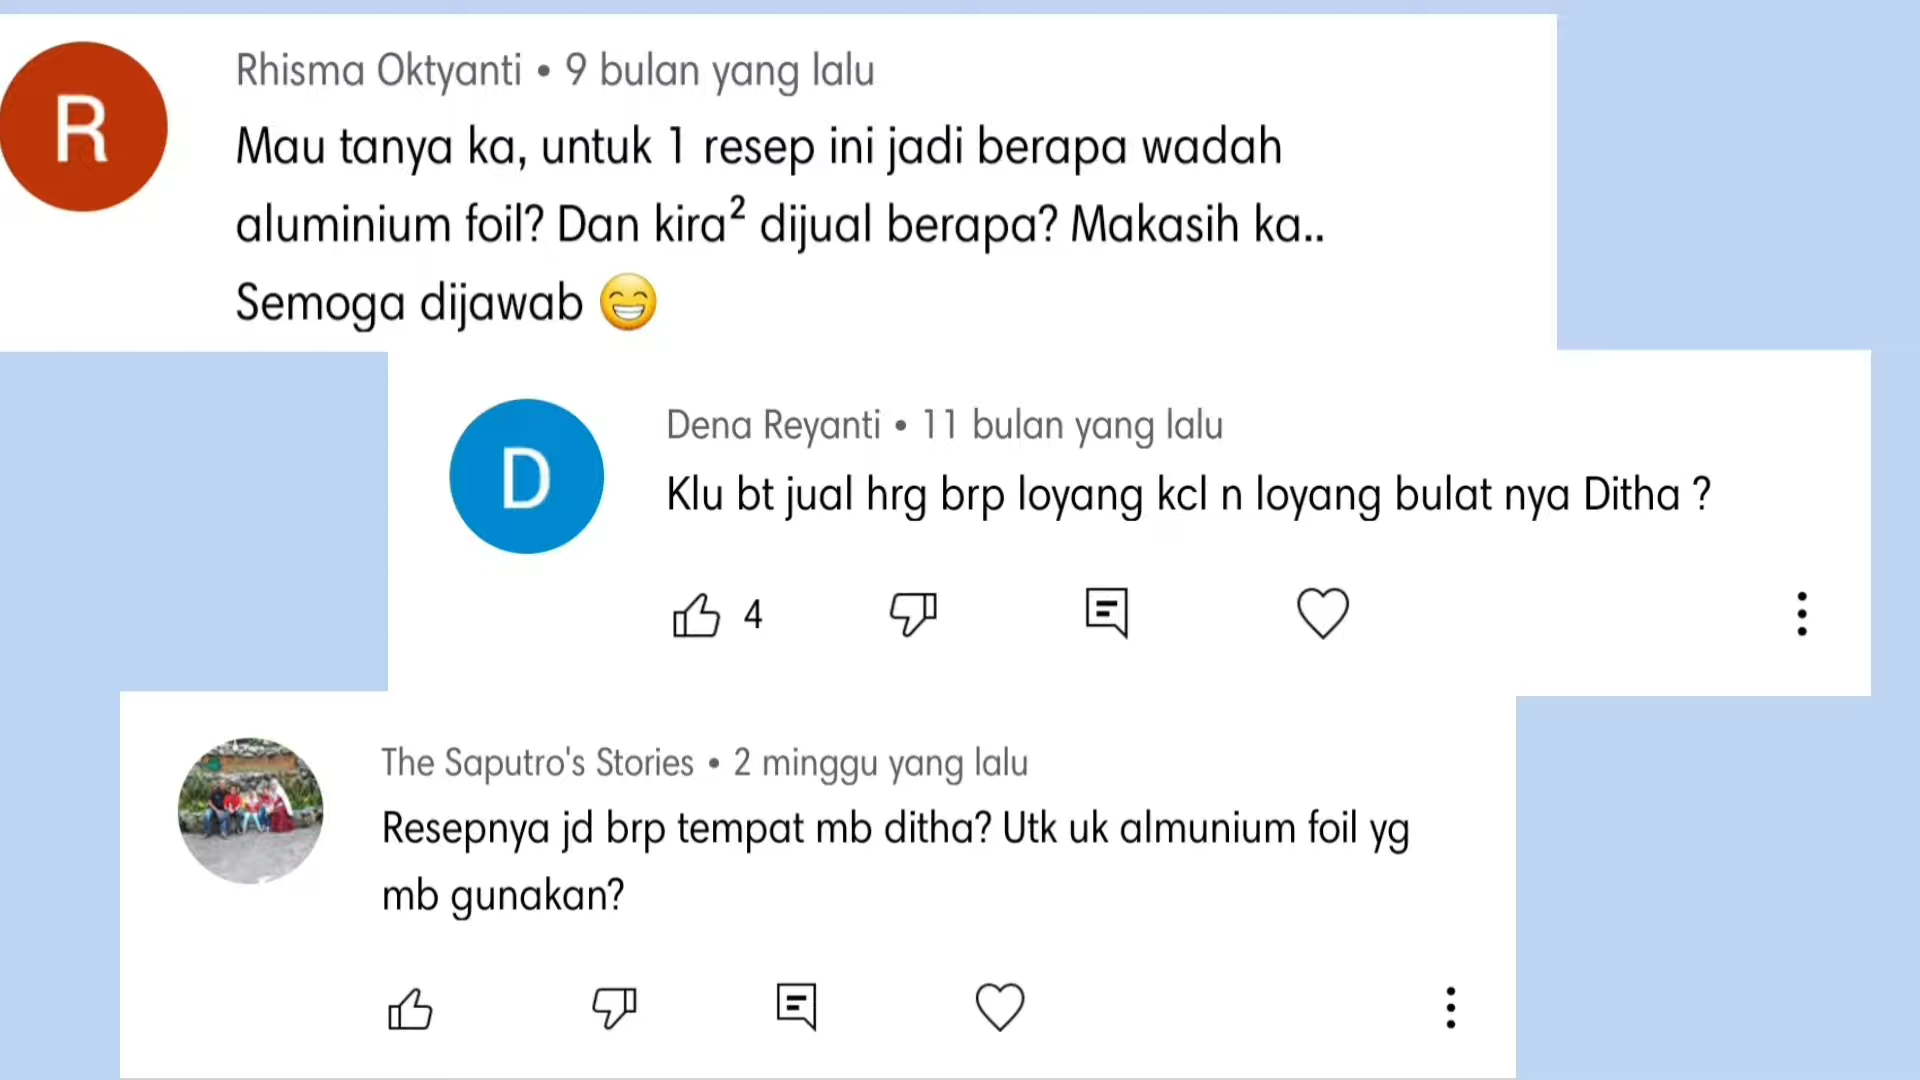 R
Rhisma Oktyanti • 9 bulan yang lalu
Mau tanya ka, untuk 1 resep ini jadi berapa wadah
aluminium foil? Dan kira² dijual berapa? Makasih ka..
Semoga dijawab 😁
D
Dena Reyanti • 11 bulan yang lalu
Klu bt jual hrg brp loyang kcl n loyang bulat nya Ditha ?
4
The Saputro's Stories • 2 minggu yang lalu
Resepnya jd brp tempat mb ditha? Utk uk almunium foil yg
mb gunakan?